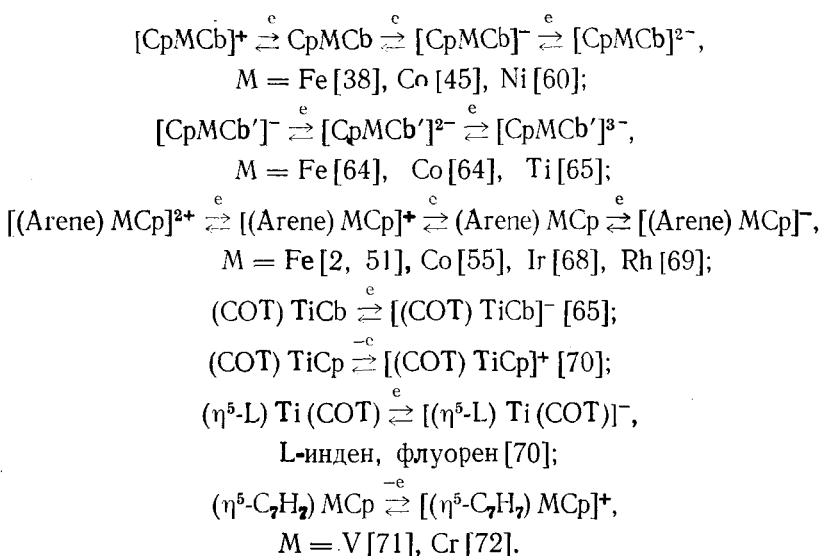 [CpMCb]⁺ ⇄ᵉ CpMCb ⇄ᵉ [CpMCb]⁻ ⇄ᵉ [CpMCb]²⁻,
M = Fe [38], Co [45], Ni [60];
[CpMCb′]⁻ ⇄ᵉ [CpMCb′]²⁻ ⇄ᵉ [CpMCb′]³⁻,
M = Fe [64], Co [64], Ti [65];
[(Arene) MCp]²⁺ ⇄ᵉ [(Arene) MCp]⁺ ⇄ᵉ (Arene) MCp ⇄ᵉ [(Arene) MCp]⁻,
M = Fe [2, 51], Co [55], Ir [68], Rh [69];
(COT) TiCb ⇄ᵉ [(COT) TiCb]⁻ [65];
(COT) TiCp ⇄⁻ᵉ [(COT) TiCp]⁺ [70];
(η⁵-L) Ti (COT) ⇄ᵉ [(η⁵-L) Ti (COT)]⁻,
L-инден, флуорен [70];
(η⁵-C₇H₇) MCp ⇄⁻ᵉ [(η⁵-C₇H₇) MCp]⁺,
M = V [71], Cr [72].